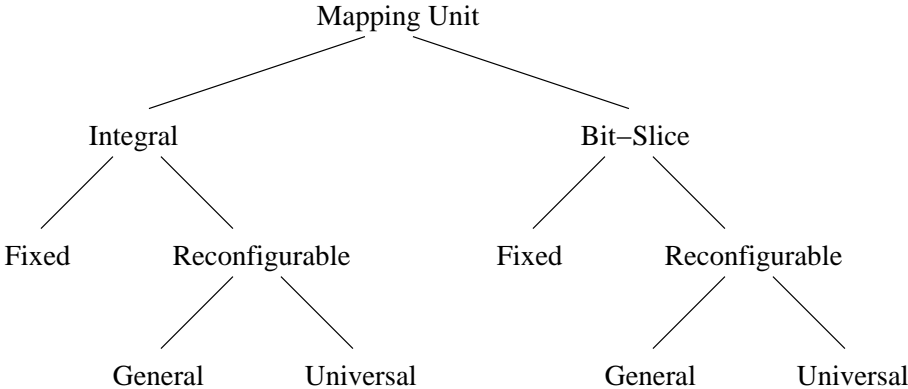 Mapping Unit
Integral Bit−Slice
Fixed Reconfigurable Fixed Reconfigurable
General Universal General Universal